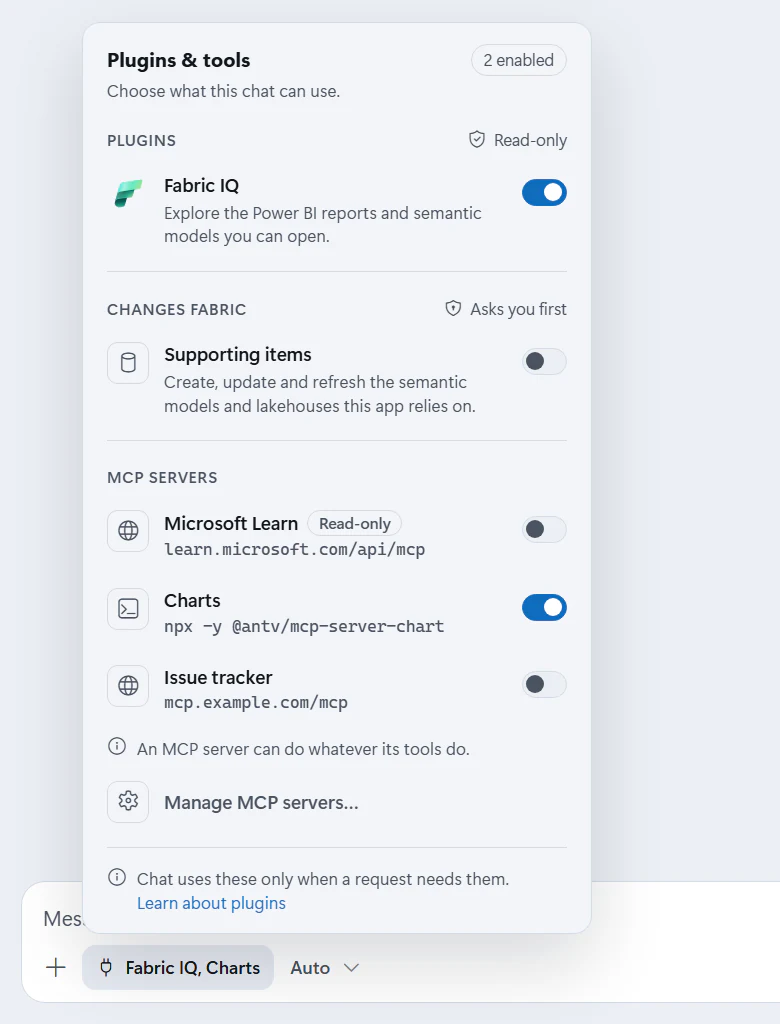 Plugins & tools
2 enabled
Choose what this chat can use.
PLUGINS
Read-only
Fabric IQ
Explore the Power BI reports and semantic
models you can open.
CHANGES FABRIC
Asks you first
Supporting items
Create, update and refresh the semantic
models and lakehouses this app relies on.
MCP SERVERS
Microsoft Learn Read-only
learn.microsoft.com/api/mcp
Charts
npx -y @antv/mcp-server-chart
Issue tracker
mcp.example.com/mcp
An MCP server can do whatever its tools do.
Manage MCP servers...
Chat uses these only when a request needs them.
Learn about plugins
Fabric IQ, Charts
Auto